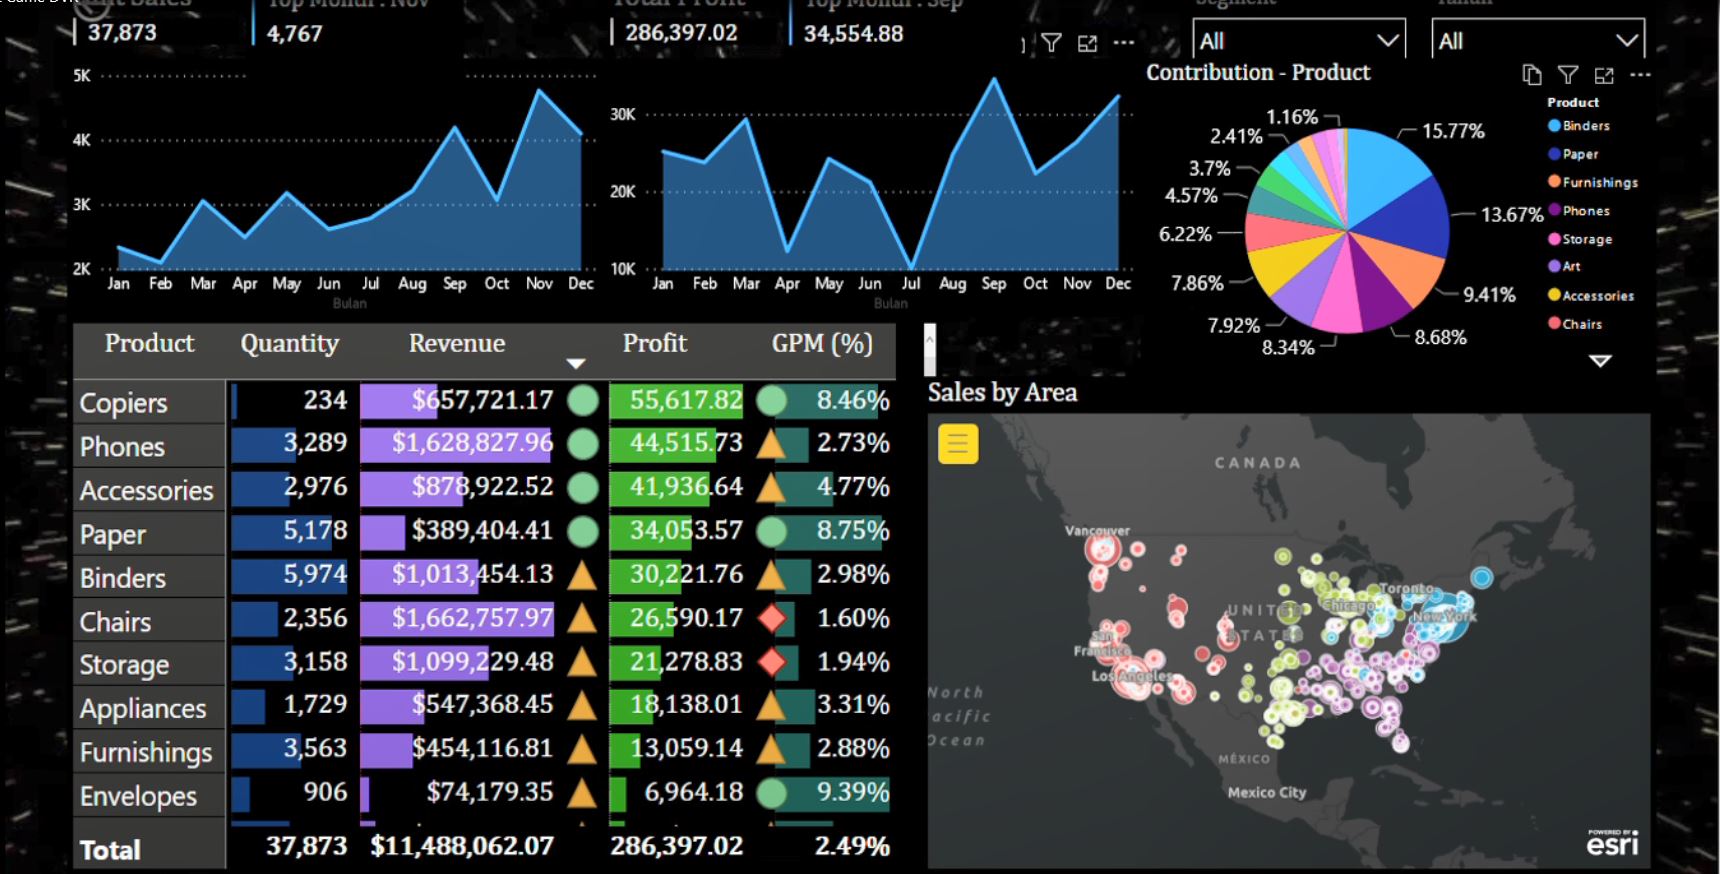 Top Month : Nov
Total Profit
Top Month : Sep
Segment
37,873
4,767
286,397.02
34,554.88
All
All
5K
4K
3K
2K
Jan Feb Mar Apr May Jun Jul Aug Sep Oct Nov Dec
Bulan
30K
20K
10K
Jan Feb Mar Apr May Jun Jul Aug Sep Oct Nov Dec
Bulan
Contribution - Product
1.16%
2.41%
3.7%
4.57%
6.22%
7.86%
7.92%
8.34%
8.68%
9.41%
13.67%
15.77%
Product
Binders
Paper
Furnishings
Phones
Storage
Art
Accessories
Chairs
Product Quantity Revenue Profit GPM (%)
Copiers 234 $657,721.17 55,617.82 8.46%
Phones 3,289 $1,628,827.96 44,515.73 2.73%
Accessories 2,976 $878,922.52 41,936.64 4.77%
Paper 5,178 $389,404.41 34,053.57 8.75%
Binders 5,974 $1,013,454.13 30,221.76 2.98%
Chairs 2,356 $1,662,757.97 26,590.17 1.60%
Storage 3,158 $1,099,229.48 21,278.83 1.94%
Appliances 1,729 $547,368.45 18,138.01 3.31%
Furnishings 3,563 $454,116.81 13,059.14 2.88%
Envelopes 906 $74,179.35 6,964.18 9.39%
Total 37,873 $11,488,062.07 286,397.02 2.49%
Sales by Area
CANADA
Vancouver
Toronto
Chicago
New York
UNITED
STATES
San
Francisco
Los Angeles
North
acific
Ocean
MÉXICO
Mexico City
POWERED BY
esri